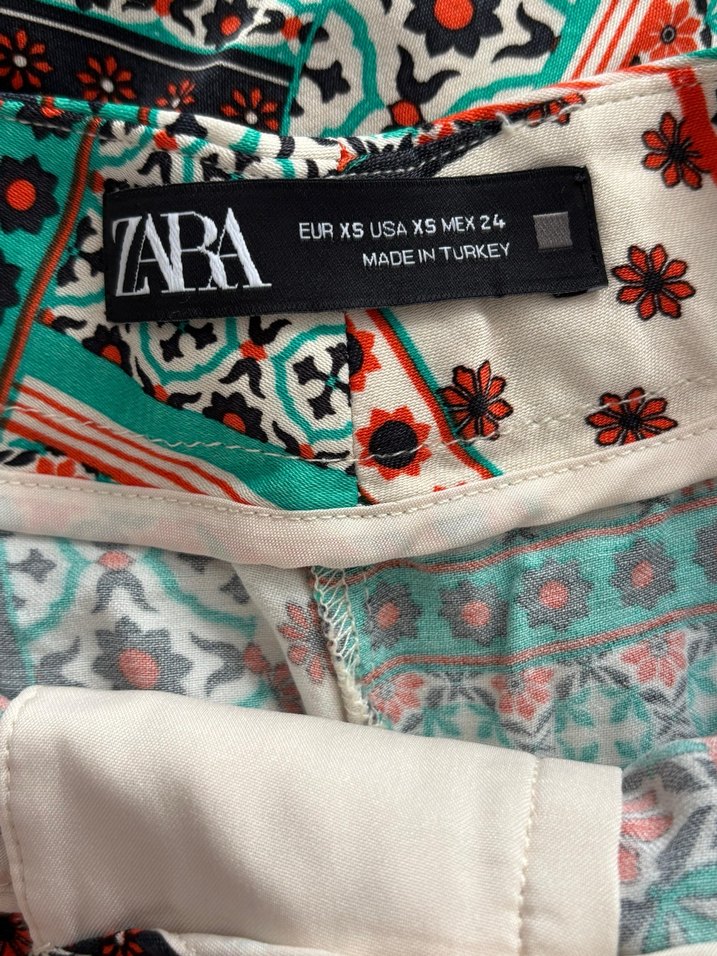 ZARA
EUR XS USA XS MEX 24
MADE IN TURKEY